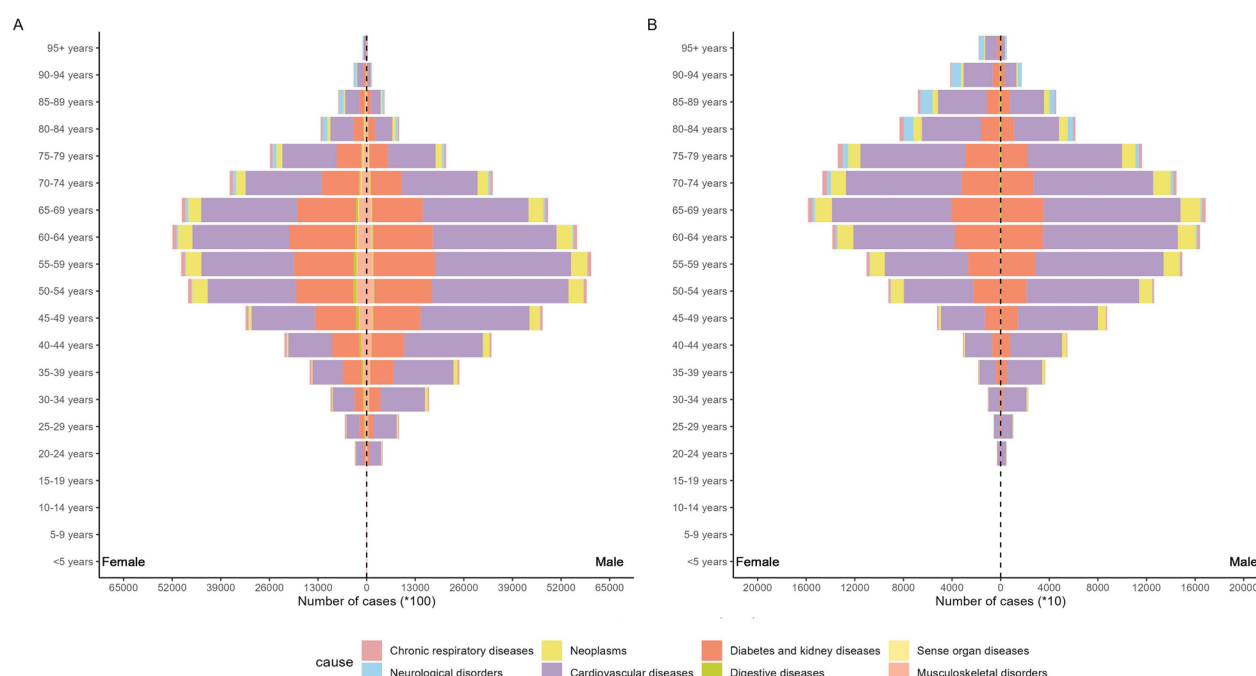 A
B
95+ years
90-94 years
85-89 years
80-84 years
75-79 years
70-74 years
65-69 years
60-64 years
55-59 years
50-54 years
45-49 years
40-44 years
35-39 years
30-34 years
25-29 years
20-24 years
15-19 years
10-14 years
5-9 years
<5 years
Female
Male
65000 52000 39000 26000 13000 0 13000 26000 39000 52000 65000
Number of cases (*100)
95+ years
90-94 years
85-89 years
80-84 years
75-79 years
70-74 years
65-69 years
60-64 years
55-59 years
50-54 years
45-49 years
40-44 years
35-39 years
30-34 years
25-29 years
20-24 years
15-19 years
10-14 years
5-9 years
<5 years
Female
Male
20000 16000 12000 8000 4000 0 4000 8000 12000 16000 20000
Number of cases (*10)
cause
Chronic respiratory diseases Neoplasms Diabetes and kidney diseases Sense organ diseases
Neurological disorders Cardiovascular diseases Digestive diseases Musculoskeletal disorders